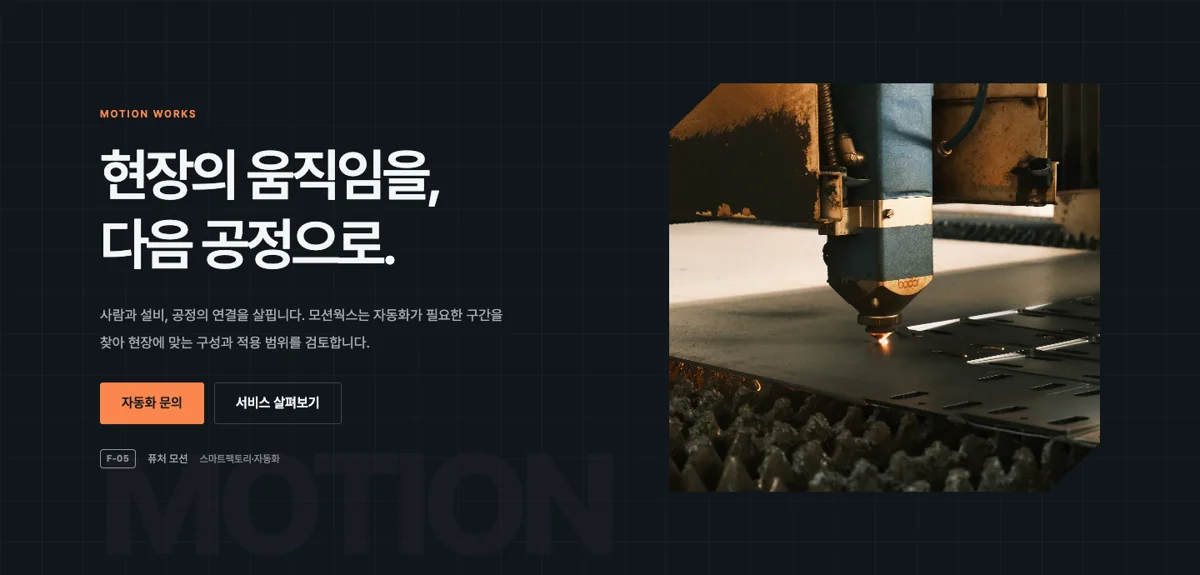 MOTION WORKS
현장의 움직임을,
다음 공정으로.
사람과 설비, 공정의 연결을 살핍니다. 모션웍스는 자동화가 필요한 구간을
찾아 현장에 맞는 구성과 적용 범위를 검토합니다.
자동화 문의
서비스 살펴보기
F-05
퓨처 모션
스마트팩토리·자동화
MOTION
bodor